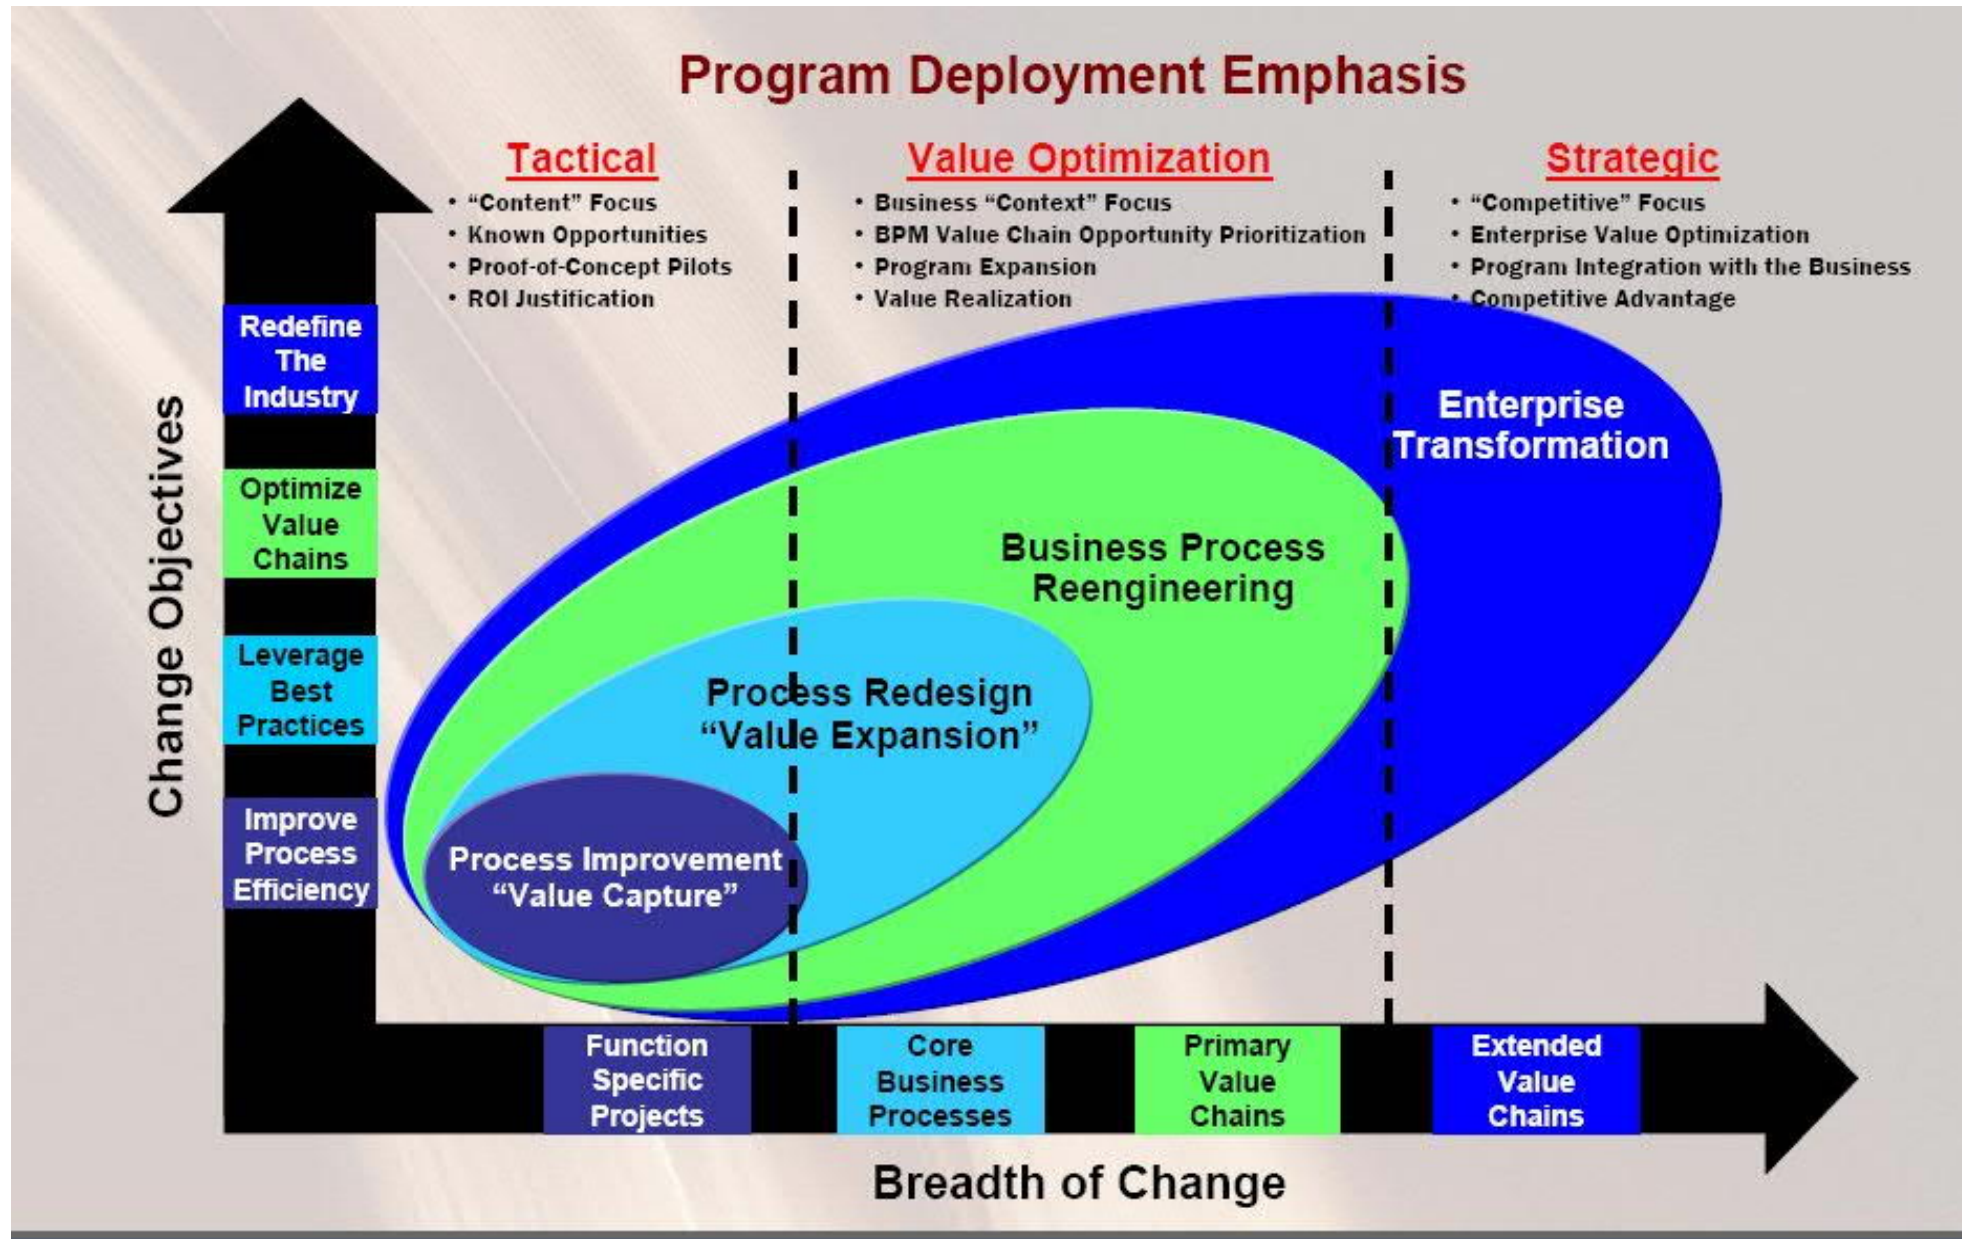 Program Deployment Emphasis
Tactical
• “Content” Focus
• Known Opportunities
• Proof-of-Concept Pilots
• ROI Justification
Value Optimization
• Business “Context” Focus
• BPM Value Chain Opportunity Prioritization
• Program Expansion
• Value Realization
Strategic
• “Competitive” Focus
• Enterprise Value Optimization
• Program Integration with the Business
• Competitive Advantage
Change Objectives
Redefine
The
Industry
Optimize
Value
Chains
Leverage
Best
Practices
Improve
Process
Efficiency
Enterprise
Transformation
Business Process
Reengineering
Process Redesign
“Value Expansion”
Process Improvement
“Value Capture”
Function
Specific
Projects
Core
Business
Processes
Primary
Value
Chains
Extended
Value
Chains
Breadth of Change